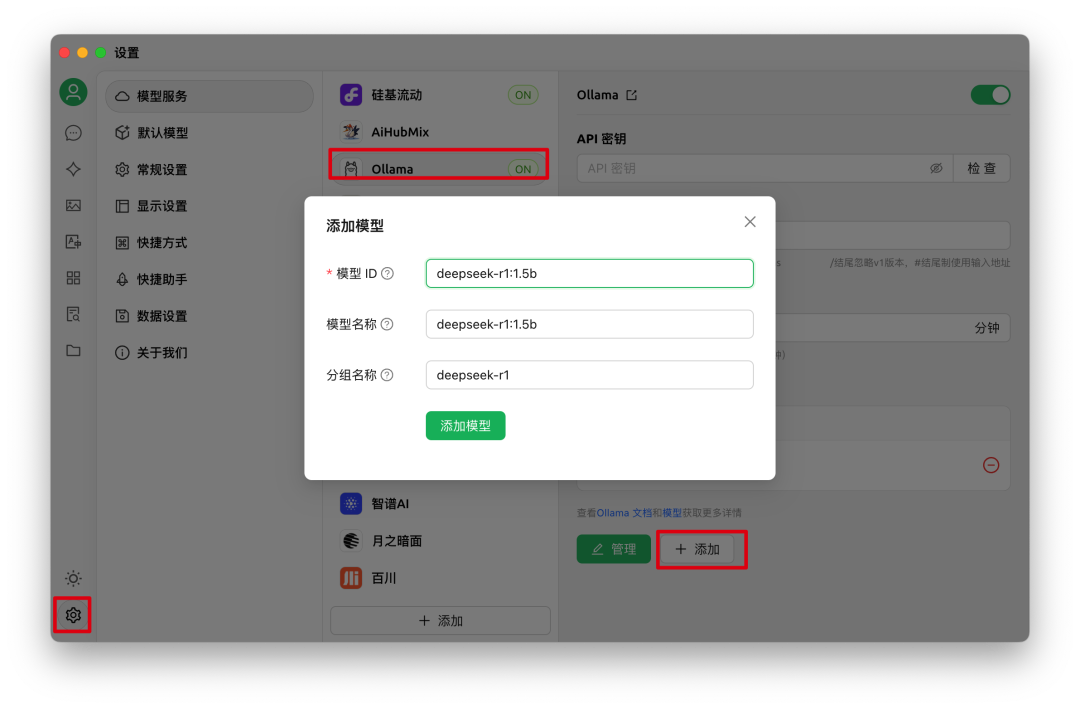 设置
模型服务
默认模型
常规设置
显示设置
快捷方式
快捷助手
数据设置
关于我们
硅基流动 ON
AiHubMix
Ollama ON
智谱AI
月之暗面
百川
添加
Ollama
API 密钥
API 密钥 检 查
/结尾忽略v1版本，#结尾制使用输入地址
分钟
查看Ollama 文档和模型获取更多详情
管理 添加
添加模型
* 模型 ID deepseek-r1:1.5b
模型名称 deepseek-r1:1.5b
分组名称 deepseek-r1
添加模型